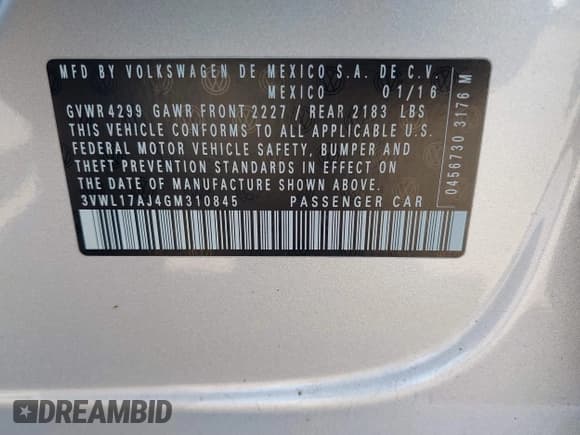 MFD BY VOLKSWAGEN DE MEXICO S.A. DE C.V.
MEXICO 01/16
GVWR 4299 GAWR FRONT 2227 / REAR 2183 LBS
THIS VEHICLE CONFORMS TO ALL APPLICABLE U.S.
FEDERAL MOTOR VEHICLE SAFETY, BUMPER AND
THEFT PREVENTION STANDARDS IN EFFECT ON
THE DATE OF MANUFACTURE SHOWN ABOVE.
3VWL17AJ4GM310845 PASSENGER CAR
0456730 3176 M
DREAMBID